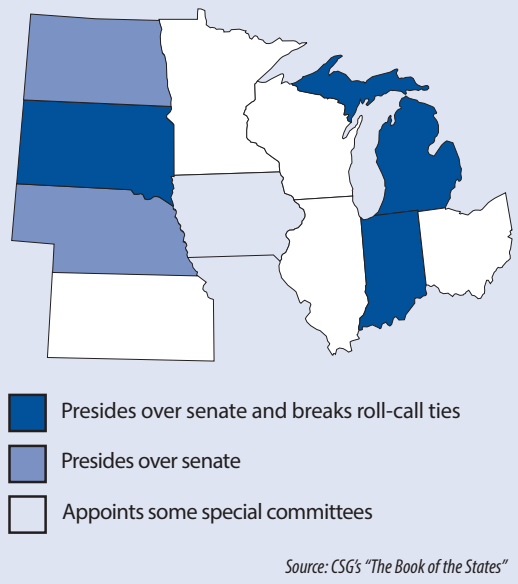 Presides over senate and breaks roll-call ties
Presides over senate
Appoints some special committees
Source: CSG's "The Book of the States"